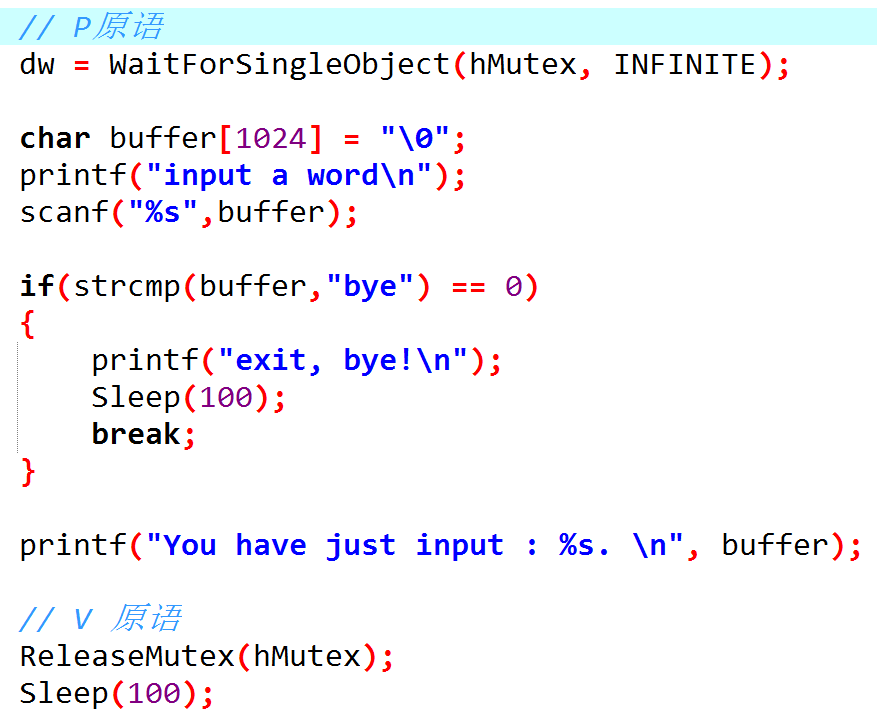 // P原语
dw = WaitForSingleObject(hMutex, INFINITE);
char buffer[1024] = "\0";
printf("input a word\n");
scanf("%s",buffer);
if(strcmp(buffer,"bye") == 0)
{
    printf("exit, bye!\n");
    Sleep(100);
    break;
}
printf("You have just input : %s. \n", buffer);
// V 原语
ReleaseMutex(hMutex);
Sleep(100);